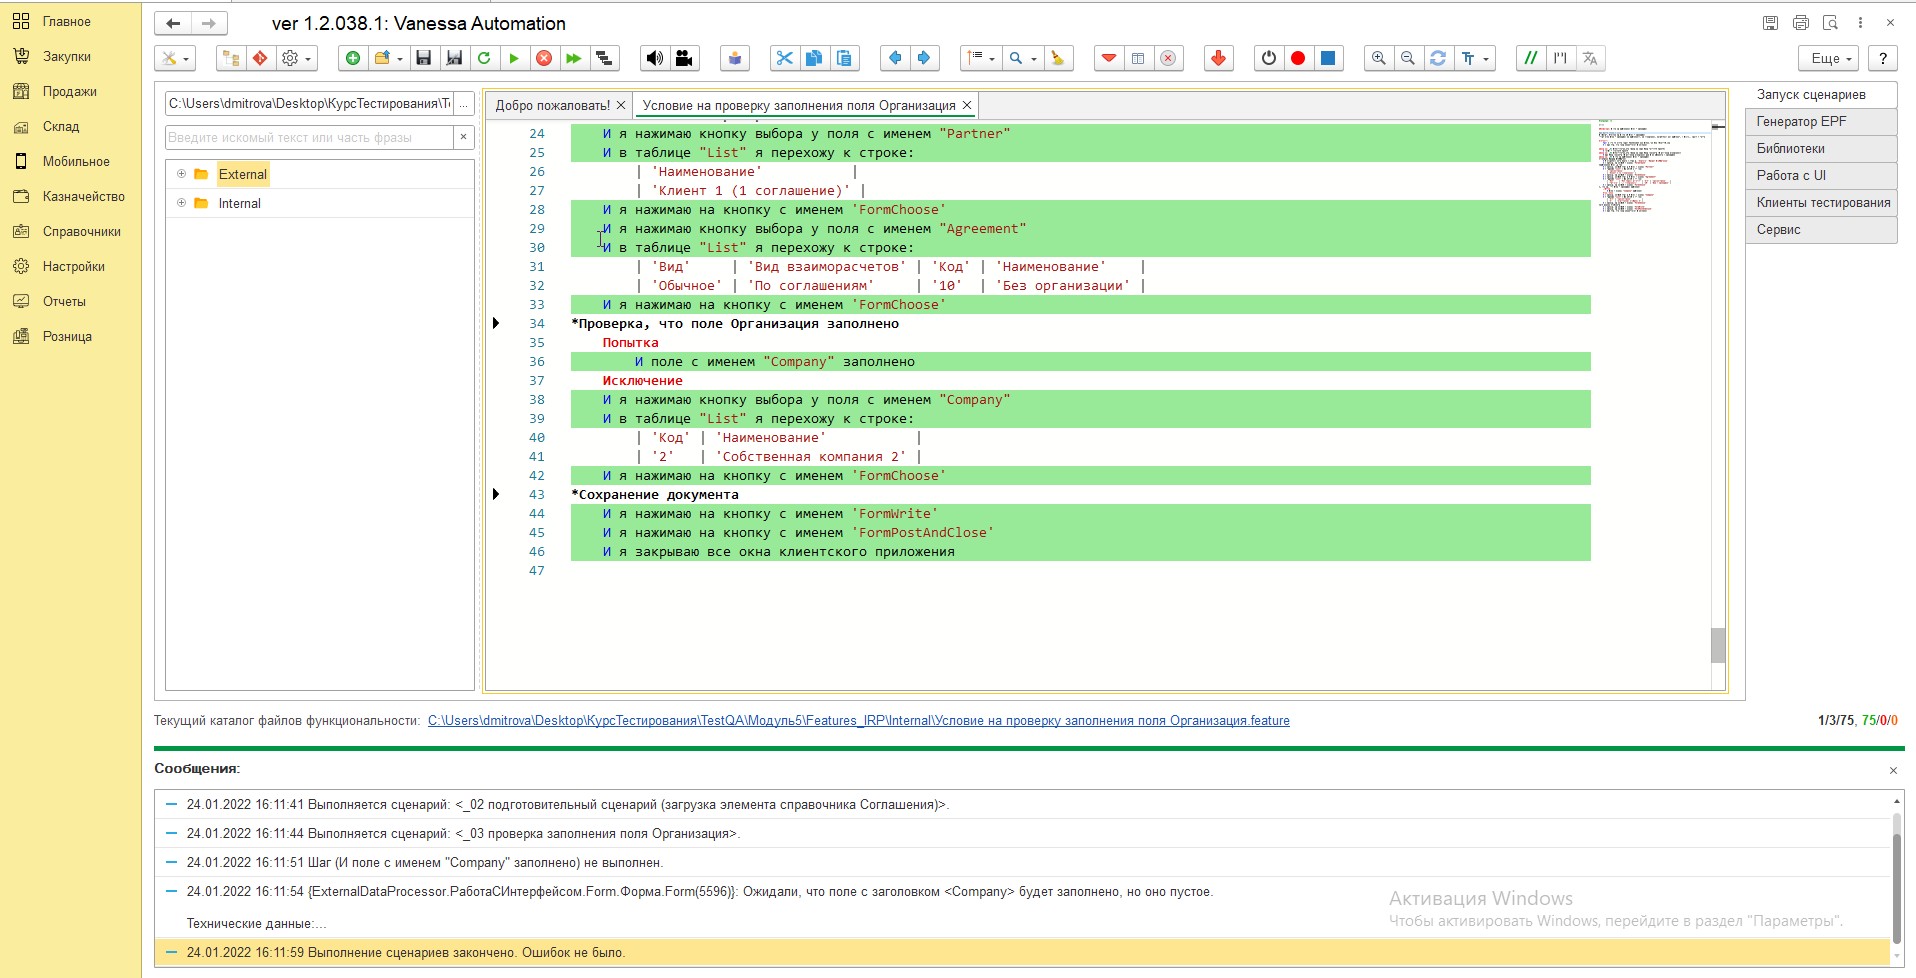 Главное
Закупки
Продажи
Склад
Мобильное
Казначейство
Справочники
Настройки
Отчеты
Розница
ver 1.2.038.1: Vanessa Automation
Еще
?
C:\Users\dmitrova\Desktop\КурсТестирования\Т
...
Введите искомый текст или часть фразы
External
Internal
Добро пожаловать!
Условие на проверку заполнения поля Организация
24 И я нажимаю кнопку выбора у поля с именем "Partner"
25 И в таблице "List" я перехожу к строке:
26 | 'Наименование' |
27 | 'Клиент 1 (1 соглашение)' |
28 И я нажимаю на кнопку с именем 'FormChoose'
29 И я нажимаю кнопку выбора у поля с именем "Agreement"
30 И в таблице "List" я перехожу к строке:
31 | 'Вид' | 'Вид взаиморасчетов' | 'Код' | 'Наименование' |
32 | 'Обычное' | 'По соглашениям' | '10' | 'Без организации' |
33 И я нажимаю на кнопку с именем 'FormChoose'
34 *Проверка, что поле Организация заполнено
35 Попытка
36 И поле с именем "Company" заполнено
37 Исключение
38 И я нажимаю кнопку выбора у поля с именем "Company"
39 И в таблице "List" я перехожу к строке:
40 | 'Код' | 'Наименование' |
41 | '2' | 'Собственная компания 2' |
42 И я нажимаю на кнопку с именем 'FormChoose'
43 *Сохранение документа
44 И я нажимаю на кнопку с именем 'FormWrite'
45 И я нажимаю на кнопку с именем 'FormPostAndClose'
46 И я закрываю все окна клиентского приложения
47
Запуск сценариев
Генератор EPF
Библиотеки
Работа с UI
Клиенты тестирования
Сервис
Текущий каталог файлов функциональности: C:\Users\dmitrova\Desktop\КурсТестирования\TestQA\Модуль5\Features_IRP\Internal\Условие на проверку заполнения поля Организация.feature
1/3/75, 75/0/0
Сообщения:
24.01.2022 16:11:41 Выполняется сценарий: <_02 подготовительный сценарий (загрузка элемента справочника Соглашения)>.
24.01.2022 16:11:44 Выполняется сценарий: <_03 проверка заполнения поля Организация>.
24.01.2022 16:11:51 Шаг (И поле с именем "Company" заполнено) не выполнен.
24.01.2022 16:11:54 {ExternalDataProcessor.РаботаСИнтерфейсом.Form.Форма.Form(5596)}: Ожидали, что поле с заголовком <Company> будет заполнено, но оно пустое.
Технические данные:...
24.01.2022 16:11:59 Выполнение сценариев закончено. Ошибок не было.
Активация Windows
Чтобы активировать Windows, перейдите в раздел "Параметры".